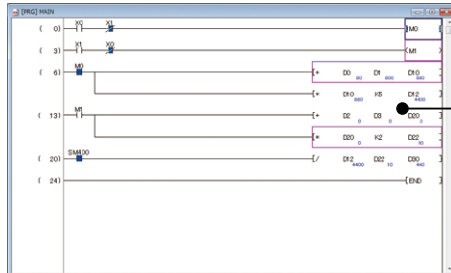 [PRG] MAIN
X0 X1
( 0) M0
X1 X0
( 3) M1
M0
( 6) [+ D0 D1 D10 ]
80 600 680
[* D10 K5 D12 ]
680 4400
M1
( 13) [+ D2 D3 D20 ]
0 0 0
[* D20 K2 D22 ]
0 10
SM400
( 20) [/ D12 D22 D30 ]
4400 10 440
( 24) [END ]